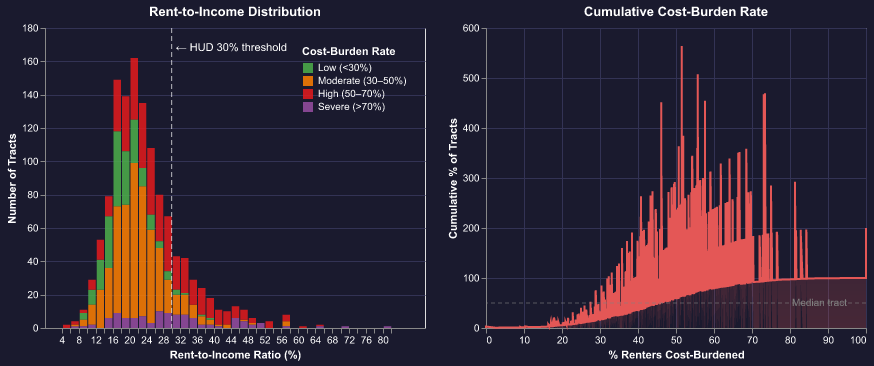 Rent-to-Income Distribution
180
160
140
120
100
80
60
40
20
0
Number of Tracts
← HUD 30% threshold
Cost-Burden Rate
Low (<30%)
Moderate (30–50%)
High (50–70%)
Severe (>70%)
4 8 12 16 20 24 28 32 36 40 44 48 52 56 60 64 68 72 76 80
Rent-to-Income Ratio (%)
Cumulative Cost-Burden Rate
600
500
400
300
200
100
0
Cumulative % of Tracts
Median tract
0 10 20 30 40 50 60 70 80 90 100
% Renters Cost-Burdened